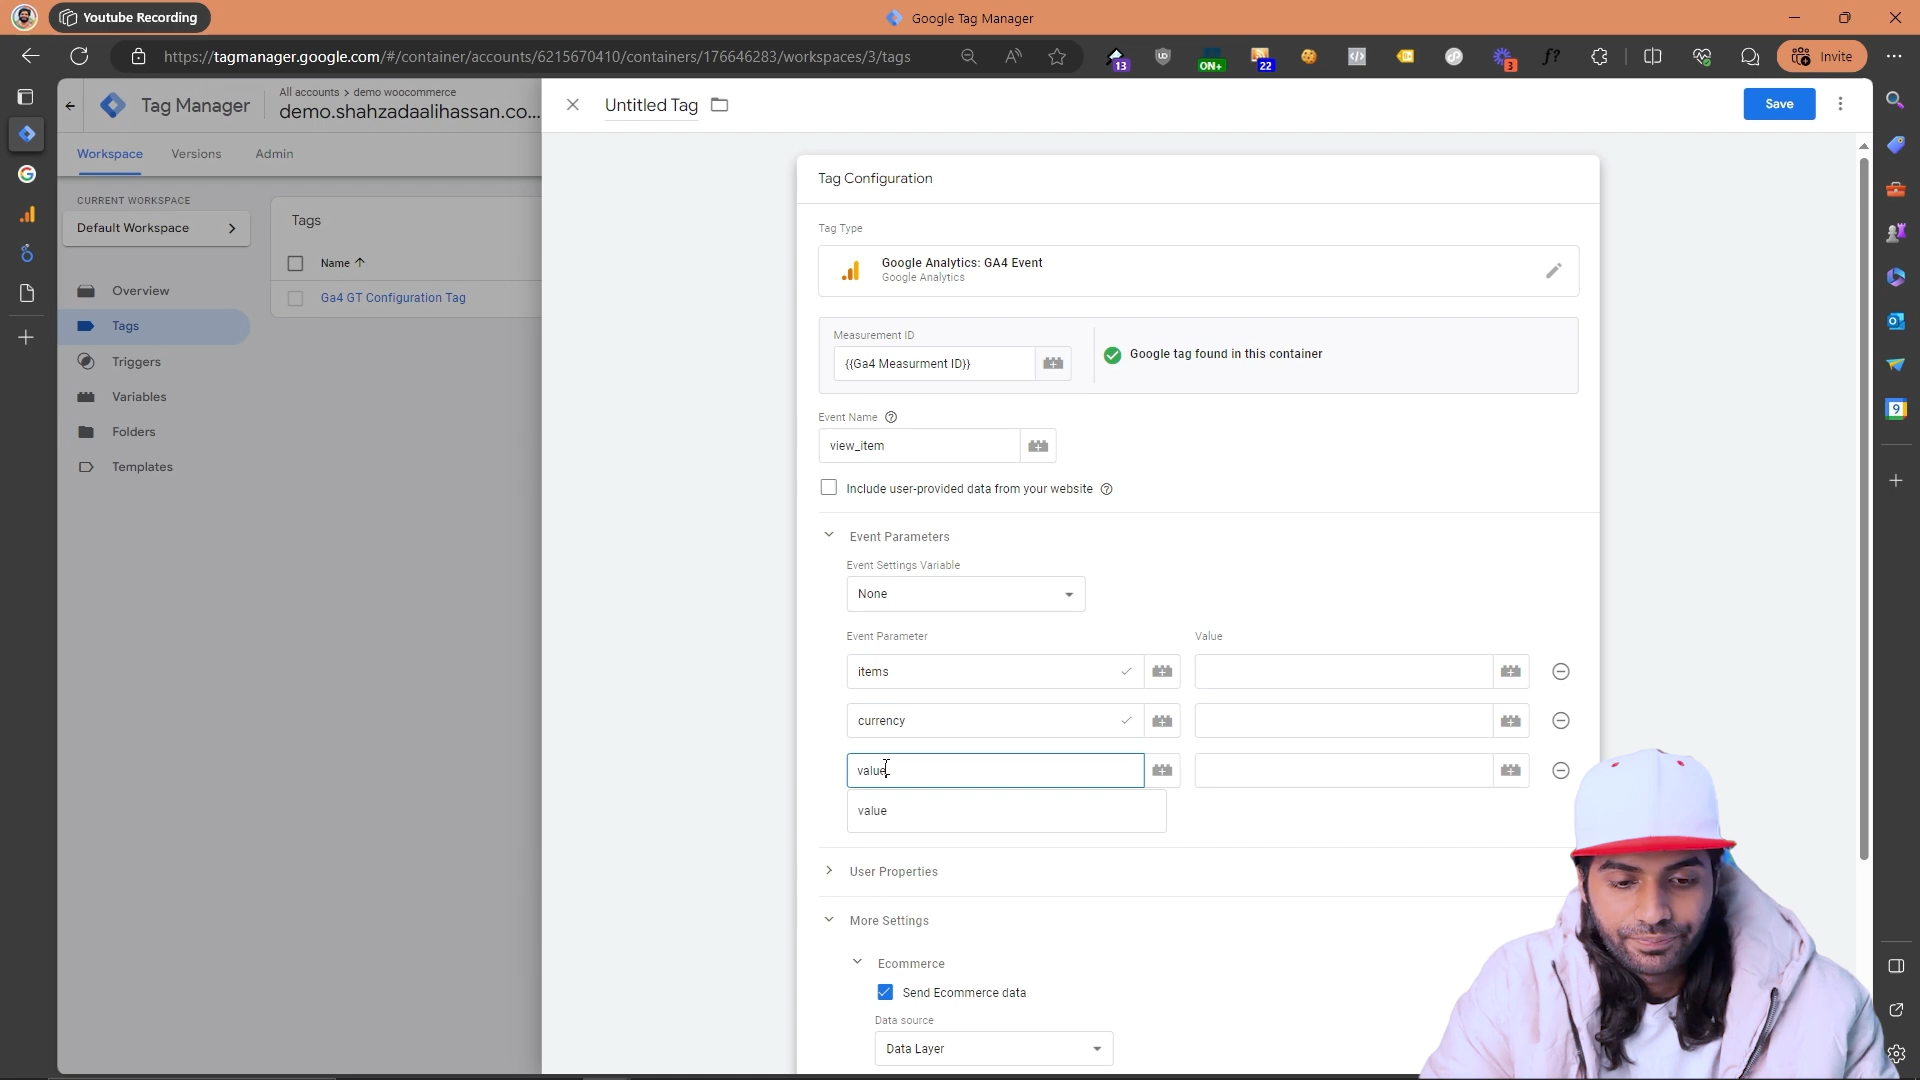 Youtube Recording
Google Tag Manager
https://tagmanager.google.com/#/container/accounts/6215670410/containers/176646283/workspaces/3/tags
13
ON+
22
3
f?
Invite
Tag Manager
All accounts > demo woocommerce
demo.shahzadaalihassan.co...
Untitled Tag
Save
Workspace
Versions
Admin
CURRENT WORKSPACE
Default Workspace
Overview
Tags
Triggers
Variables
Folders
Templates
Tags
Name
Ga4 GT Configuration Tag
Tag Configuration
Tag Type
Google Analytics: GA4 Event
Google Analytics
Measurement ID
{{Ga4 Measurment ID}}
Google tag found in this container
Event Name
view_item
Include user-provided data from your website
Event Parameters
Event Settings Variable
None
Event Parameter
Value
items
currency
value
value
User Properties
More Settings
Ecommerce
Send Ecommerce data
Data source
Data Layer
9